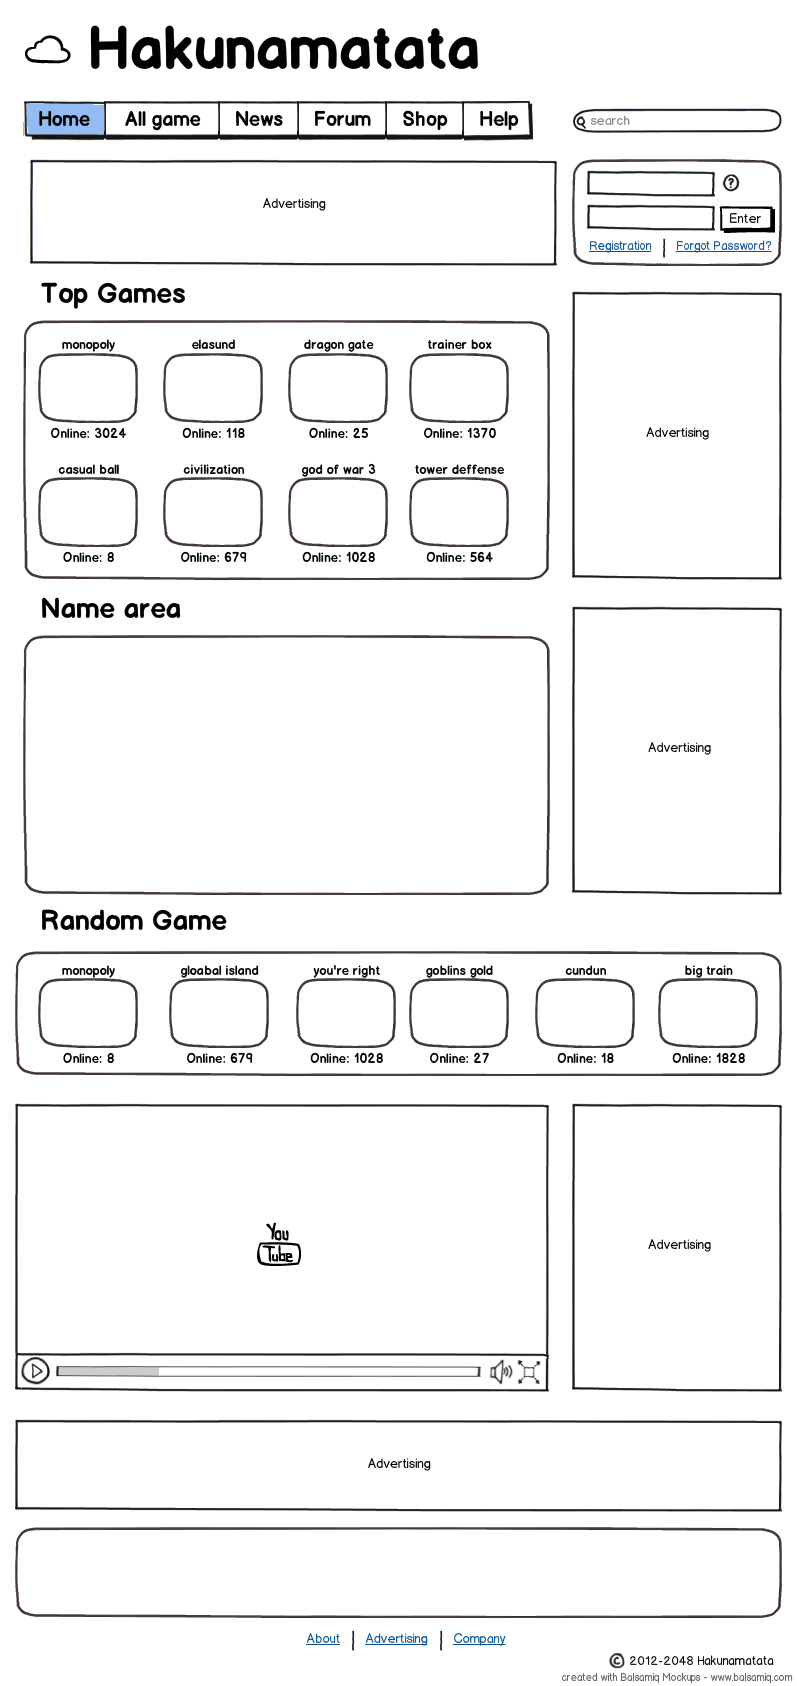 Hakunamatata
Home All game News Forum Shop Help
search
Advertising
?
Enter
Registration | Forgot Password?
Top Games
monopoly elasund dragon gate trainer box
Online: 3024 Online: 118 Online: 25 Online: 1370
casual ball civilization god of war 3 tower deffense
Online: 8 Online: 679 Online: 1028 Online: 564
Advertising
Name area
Advertising
Random Game
monopoly gloabal island you're right goblins gold cundun big train
Online: 8 Online: 679 Online: 1028 Online: 27 Online: 18 Online: 1828
You
Tube
Advertising
Advertising
About | Advertising | Company
© 2012-2048 Hakunamatata
created with Balsamiq Mockups - www.balsamiq.com